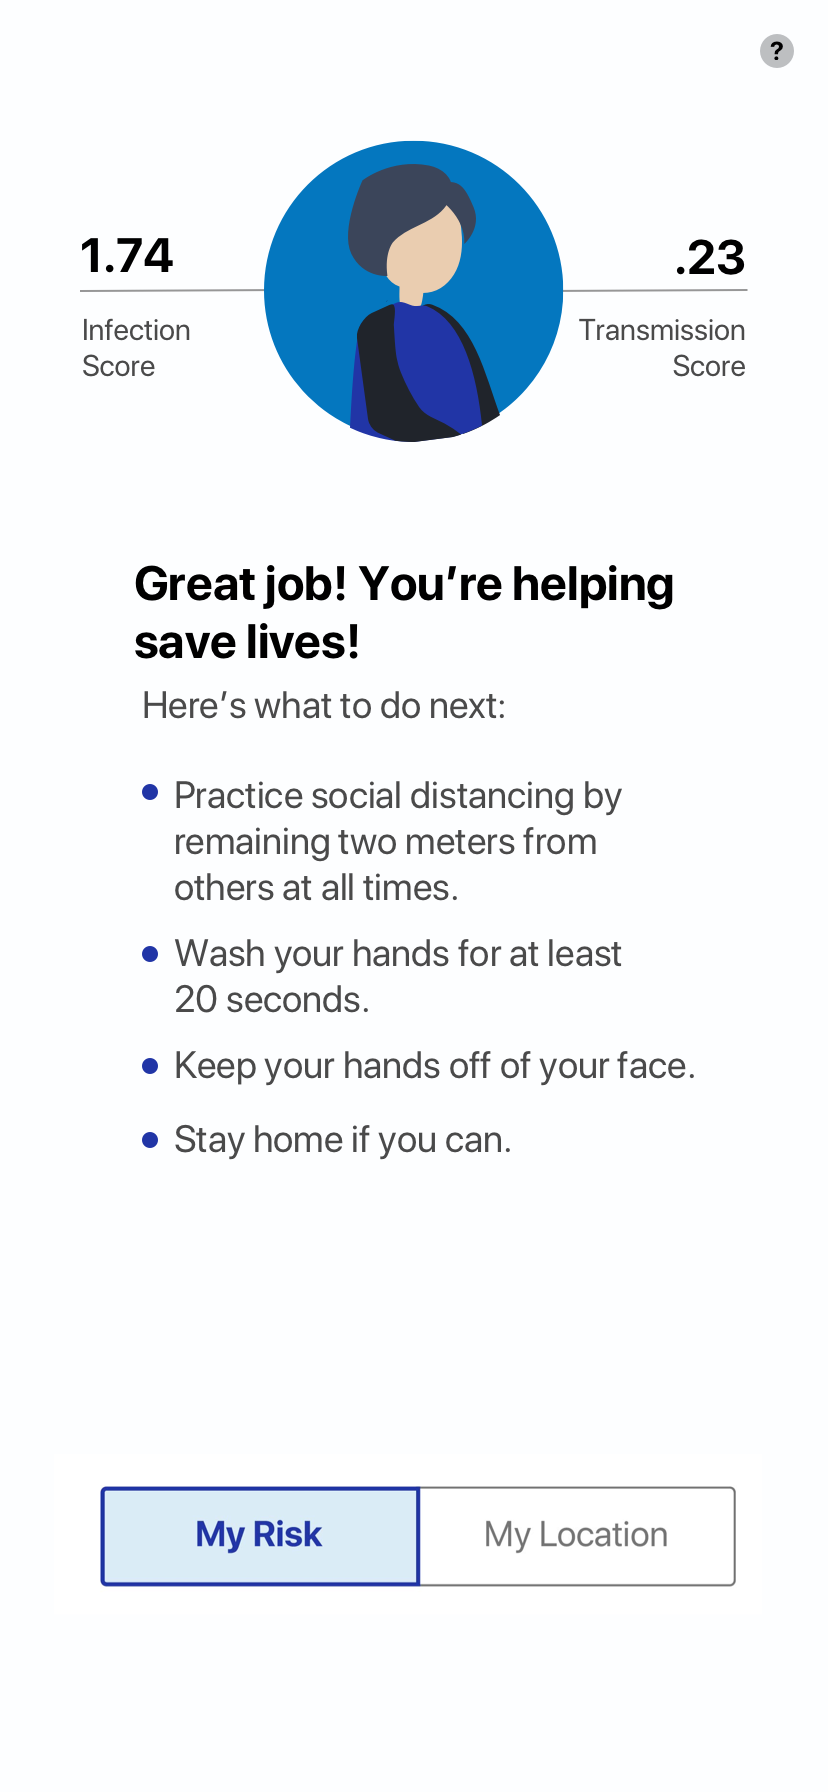 ?
1.74
Infection
Score
.23
Transmission
Score
Great job! You’re helping
save lives!
Here’s what to do next:
Practice social distancing by
remaining two meters from
others at all times.
Wash your hands for at least
20 seconds.
Keep your hands off of your face.
Stay home if you can.
My Risk
My Location